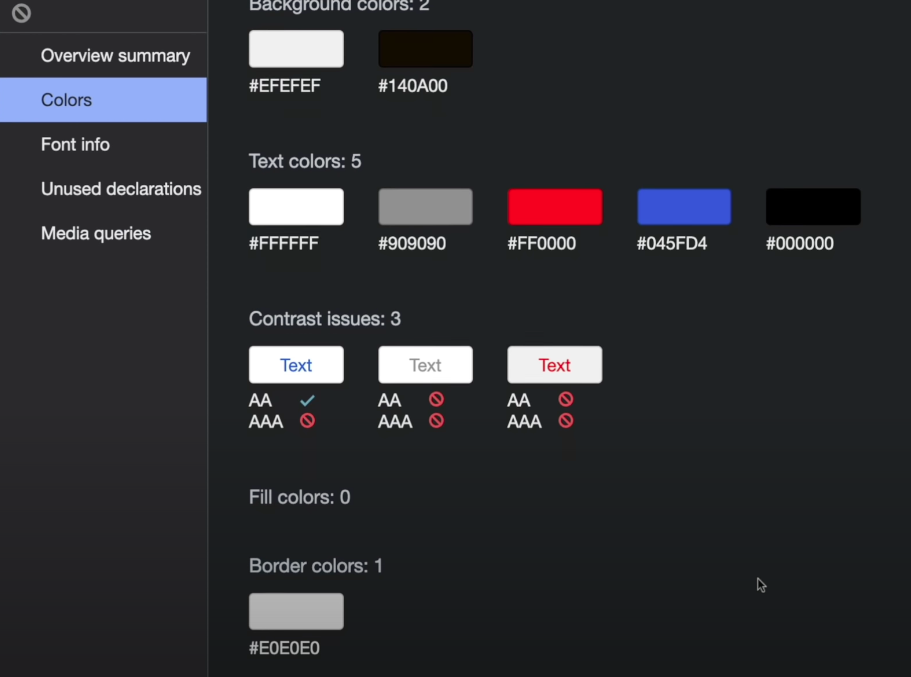 Background colors: 2
Overview summary
#EFEFEF #140A00
Colors
Font info
Text colors: 5
Unused declarations
Media queries
#FFFFFF #909090 #FF0000 #045FD4 #000000
Contrast issues: 3
Text Text Text
AA AA AA
AAA AAA AAA
Fill colors: 0
Border colors: 1
#E0E0E0